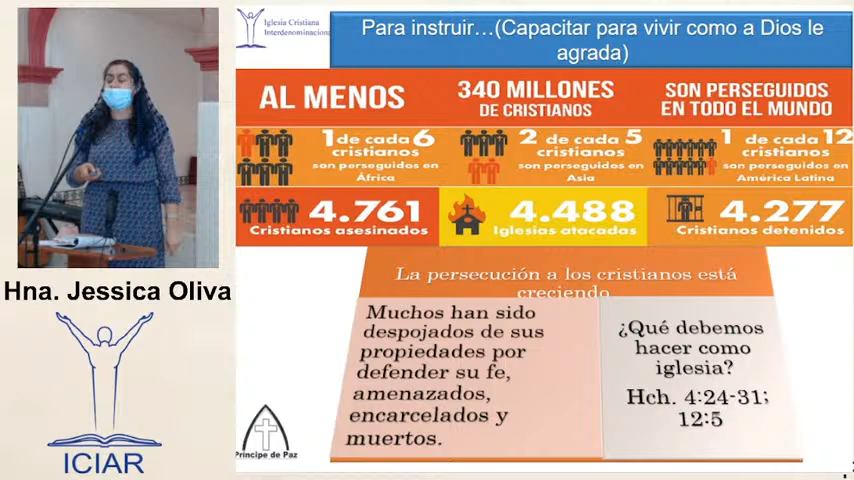 Iglesia Cristiana
Interdenominacional
Para instruir...(Capacitar para vivir como a Dios le
agrada)
AL MENOS
340 MILLONES
DE CRISTIANOS
SON PERSEGUIDOS
EN TODO EL MUNDO
1 de cada 6
cristianos
son perseguidos en
África
2 de cada 5
cristianos
son perseguidos en
Asia
1 de cada 12
cristianos
son perseguidos en
América Latina
4.761
Cristianos asesinados
4.488
Iglesias atacadas
4.277
Cristianos detenidos
Hna. Jessica Oliva
ICIAR
La persecución a los cristianos está
creciendo
Muchos han sido
despojados de sus
propiedades por
defender su fe,
amenazados,
encarcelados y
muertos.
¿Qué debemos
hacer como
iglesia?
Hch. 4:24-31;
12:5
Príncipe de Paz